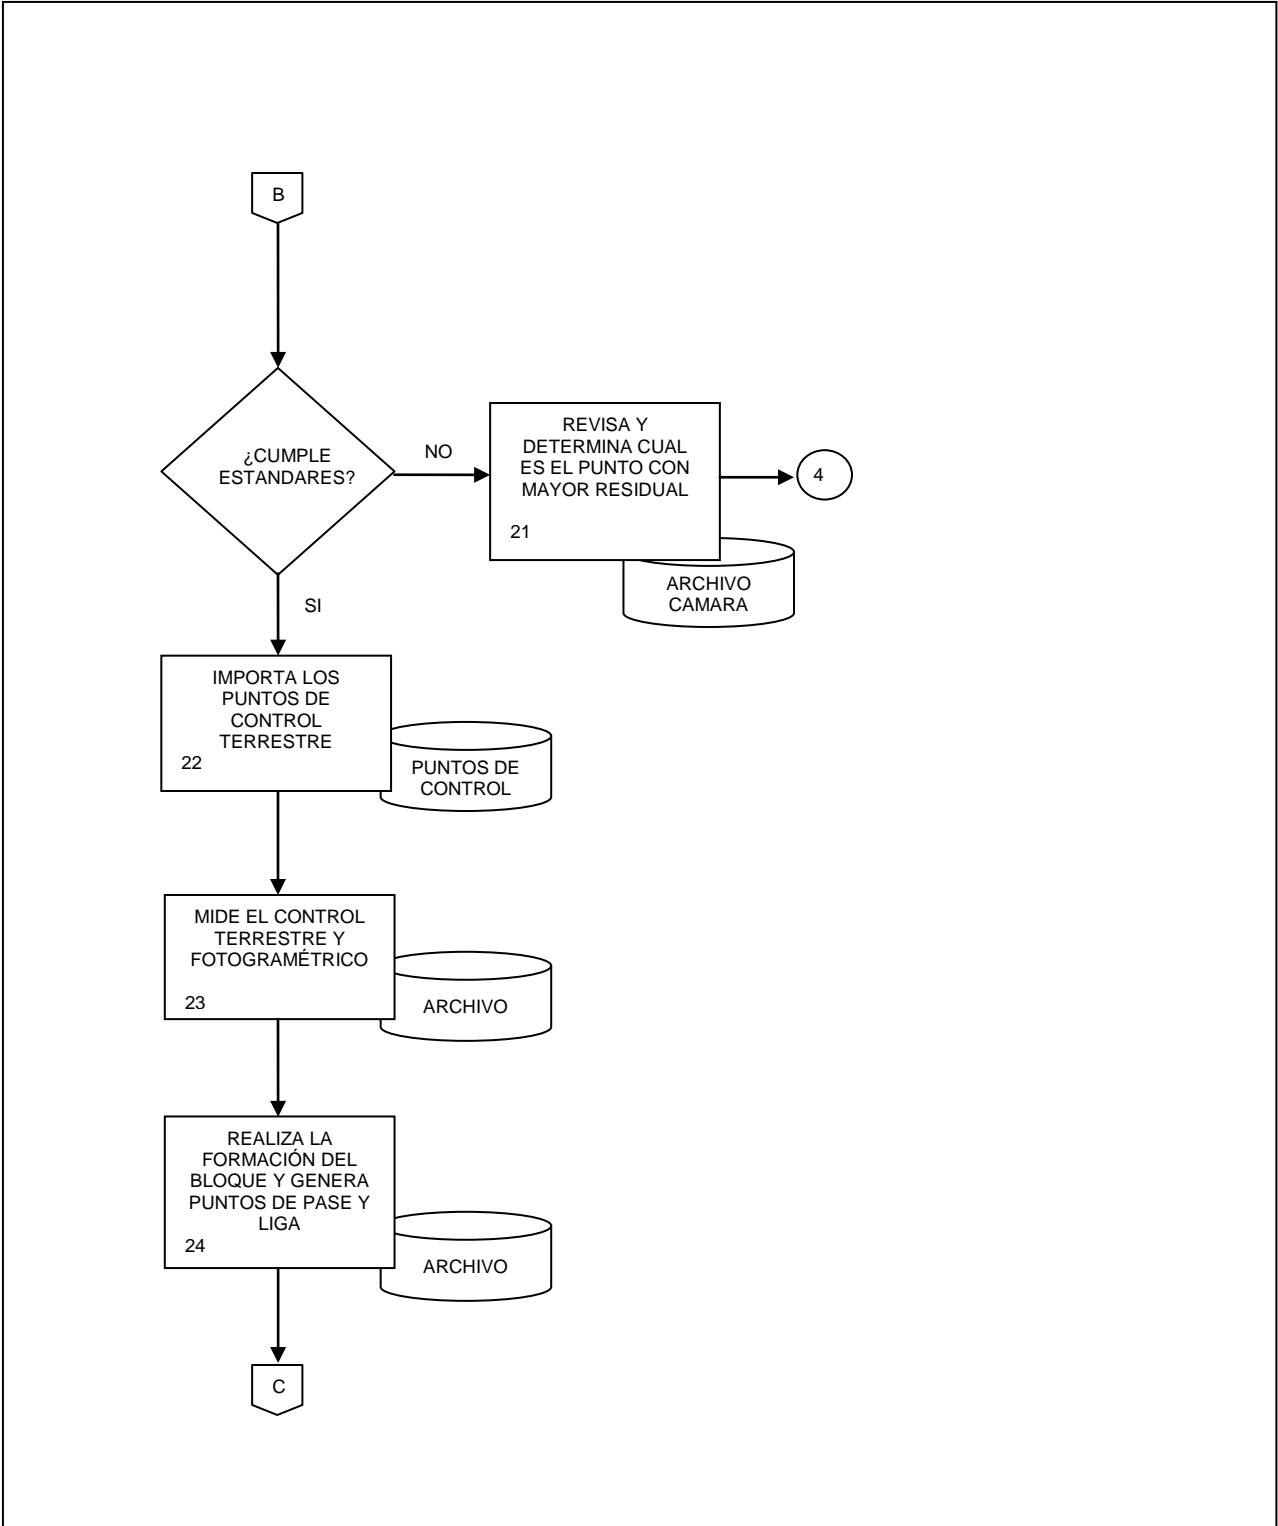 B
¿CUMPLE
ESTANDARES?
NO
REVISA Y
DETERMINA CUAL
ES EL PUNTO CON
MAYOR RESIDUAL
21
4
ARCHIVO
CAMARA
SI
IMPORTA LOS
PUNTOS DE
CONTROL
TERRESTRE
22
PUNTOS DE
CONTROL
MIDE EL CONTROL
TERRESTRE Y
FOTOGRAMÉTRICO
23
ARCHIVO
REALIZA LA
FORMACIÓN DEL
BLOQUE Y GENERA
PUNTOS DE PASE Y
LIGA
24
ARCHIVO
C